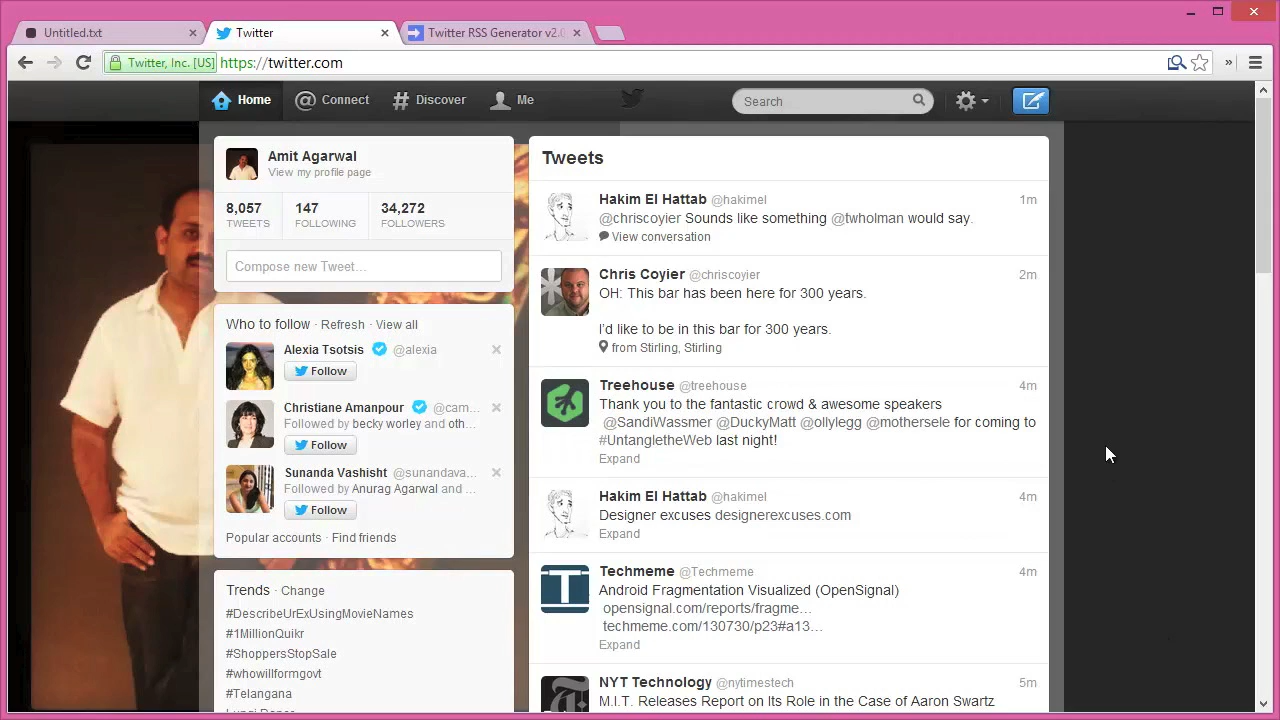 Untitled.txt
Twitter
Twitter RSS Generator v2.0
Twitter, Inc. [US]
https://twitter.com
Home
Connect
Discover
Me
Search
Amit Agarwal
View my profile page
8,057
TWEETS
147
FOLLOWING
34,272
FOLLOWERS
Compose new Tweet…
Who to follow · Refresh · View all
Alexia Tsotsis @alexia
Follow
Christiane Amanpour @cam…
Followed by becky worley and oth…
Follow
Sunanda Vashisht @sunandava…
Followed by Anurag Agarwal and …
Follow
Popular accounts · Find friends
Trends · Change
#DescribeUrExUsingMovieNames
#1MillionQuikr
#ShoppersStopSale
#whowillformgovt
#Telangana
Tweets
Hakim El Hattab @hakimel 1m
@chriscoyier Sounds like something @twholman would say.
View conversation
Chris Coyier @chriscoyier 2m
OH: This bar has been here for 300 years.
I'd like to be in this bar for 300 years.
from Stirling, Stirling
Treehouse @treehouse 4m
Thank you to the fantastic crowd & awesome speakers
@SandiWassmer @DuckyMatt @ollylegg @mothersele for coming to
#UntangletheWeb last night!
Expand
Hakim El Hattab @hakimel 4m
Designer excuses designerexcuses.com
Expand
Techmeme @Techmeme 4m
Android Fragmentation Visualized (OpenSignal)
opensignal.com/reports/fragme…
techmeme.com/130730/p23#a13…
Expand
NYT Technology @nytimestech 5m
M.I.T. Releases Report on Its Role in the Case of Aaron Swartz